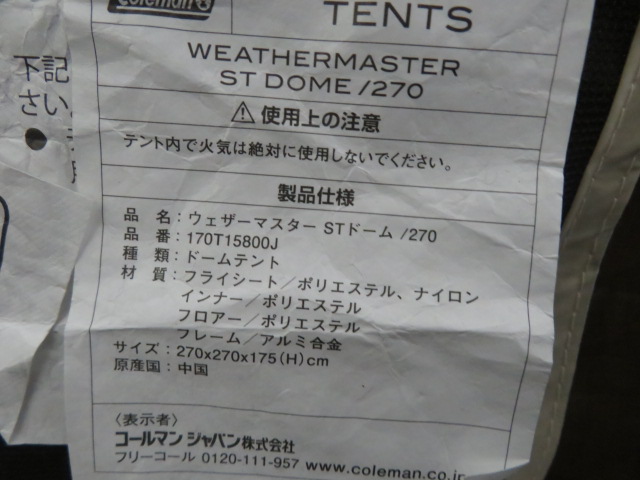 Coleman
TENTS
WEATHERMASTER
ST DOME /270
⚠ 使用上の注意
テント内で火気は絶対に使用しないでください。
製品仕様
品 名：ウェザーマスター STドーム /270
品 番：170T15800J
種 類：ドームテント
材 質：フライシート／ポリエステル、ナイロン
インナー／ポリエステル
フロアー／ポリエステル
フレーム／アルミ合金
サイズ：270x270x175(H)cm
原産国：中国
〈表示者〉
コールマン ジャパン株式会社
フリーコール 0120-111-957 www.coleman.co.jp
下記
さい